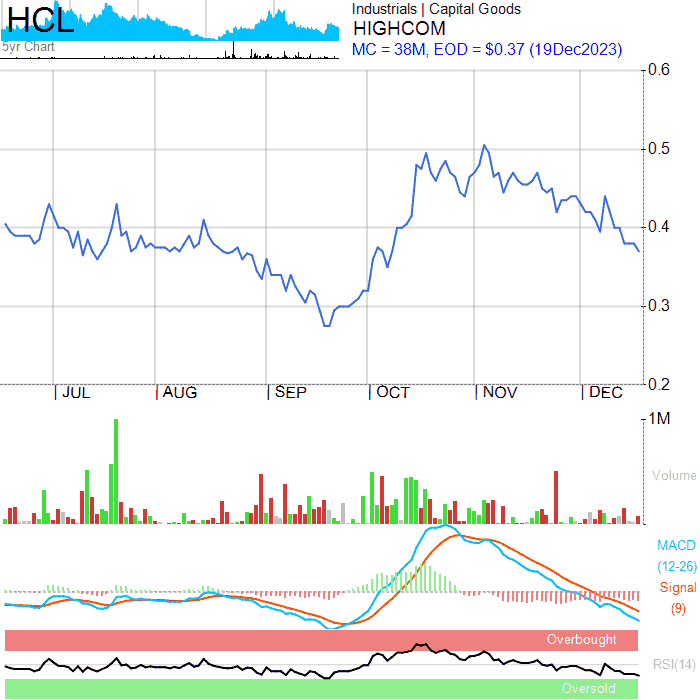 HCL
5yr Chart
Industrials | Capital Goods
HIGHCOM
MC = 38M, EOD = $0.37 (19Dec2023)
0.6
0.5
0.4
0.3
0.2
JUL AUG SEP OCT NOV DEC
1M
Volume
MACD
(12-26)
Signal
(9)
Overbought
RSI(14)
Oversold